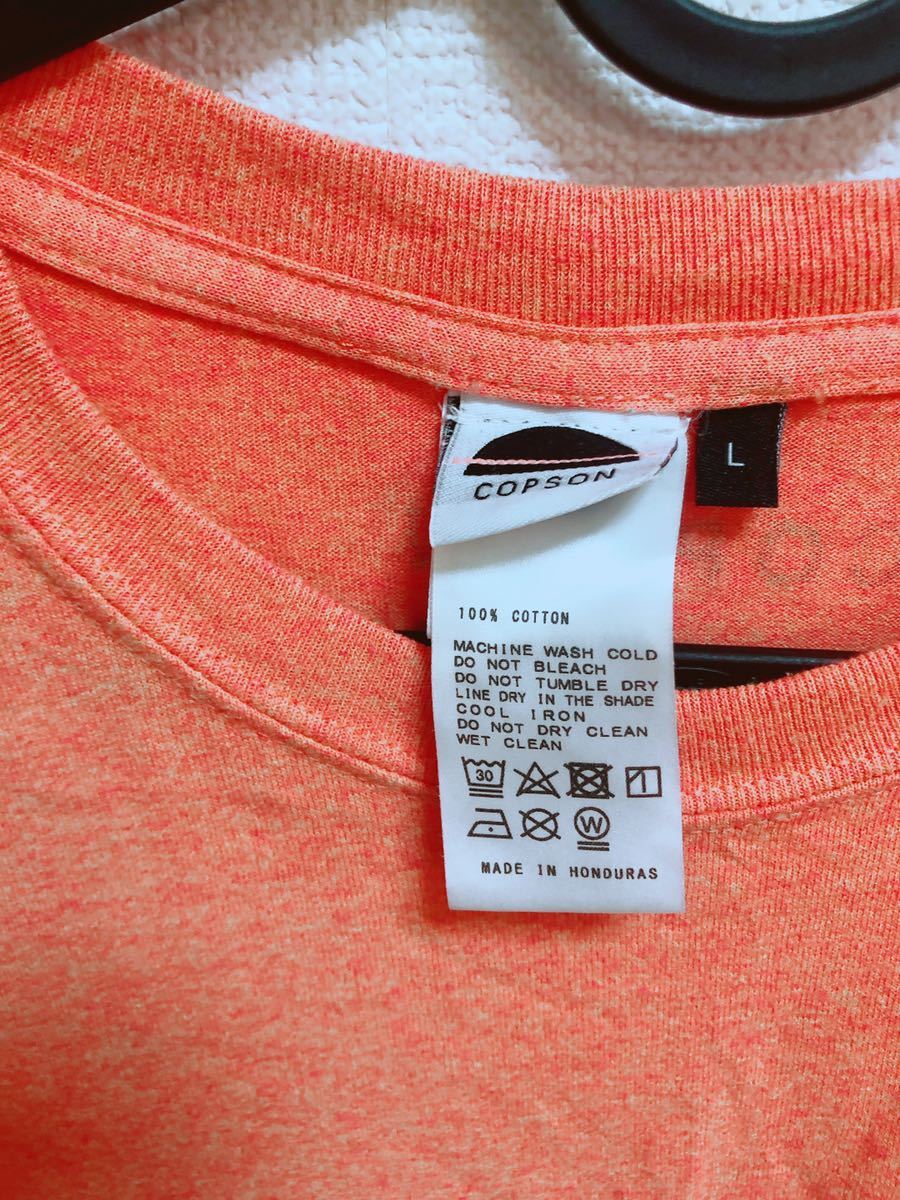 COPSON
L
100% COTTON
MACHINE WASH COLD
DO NOT BLEACH
DO NOT TUMBLE DRY
LINE DRY IN THE SHADE
COOL IRON
DO NOT DRY CLEAN
WET CLEAN
30
W
MADE IN HONDURAS